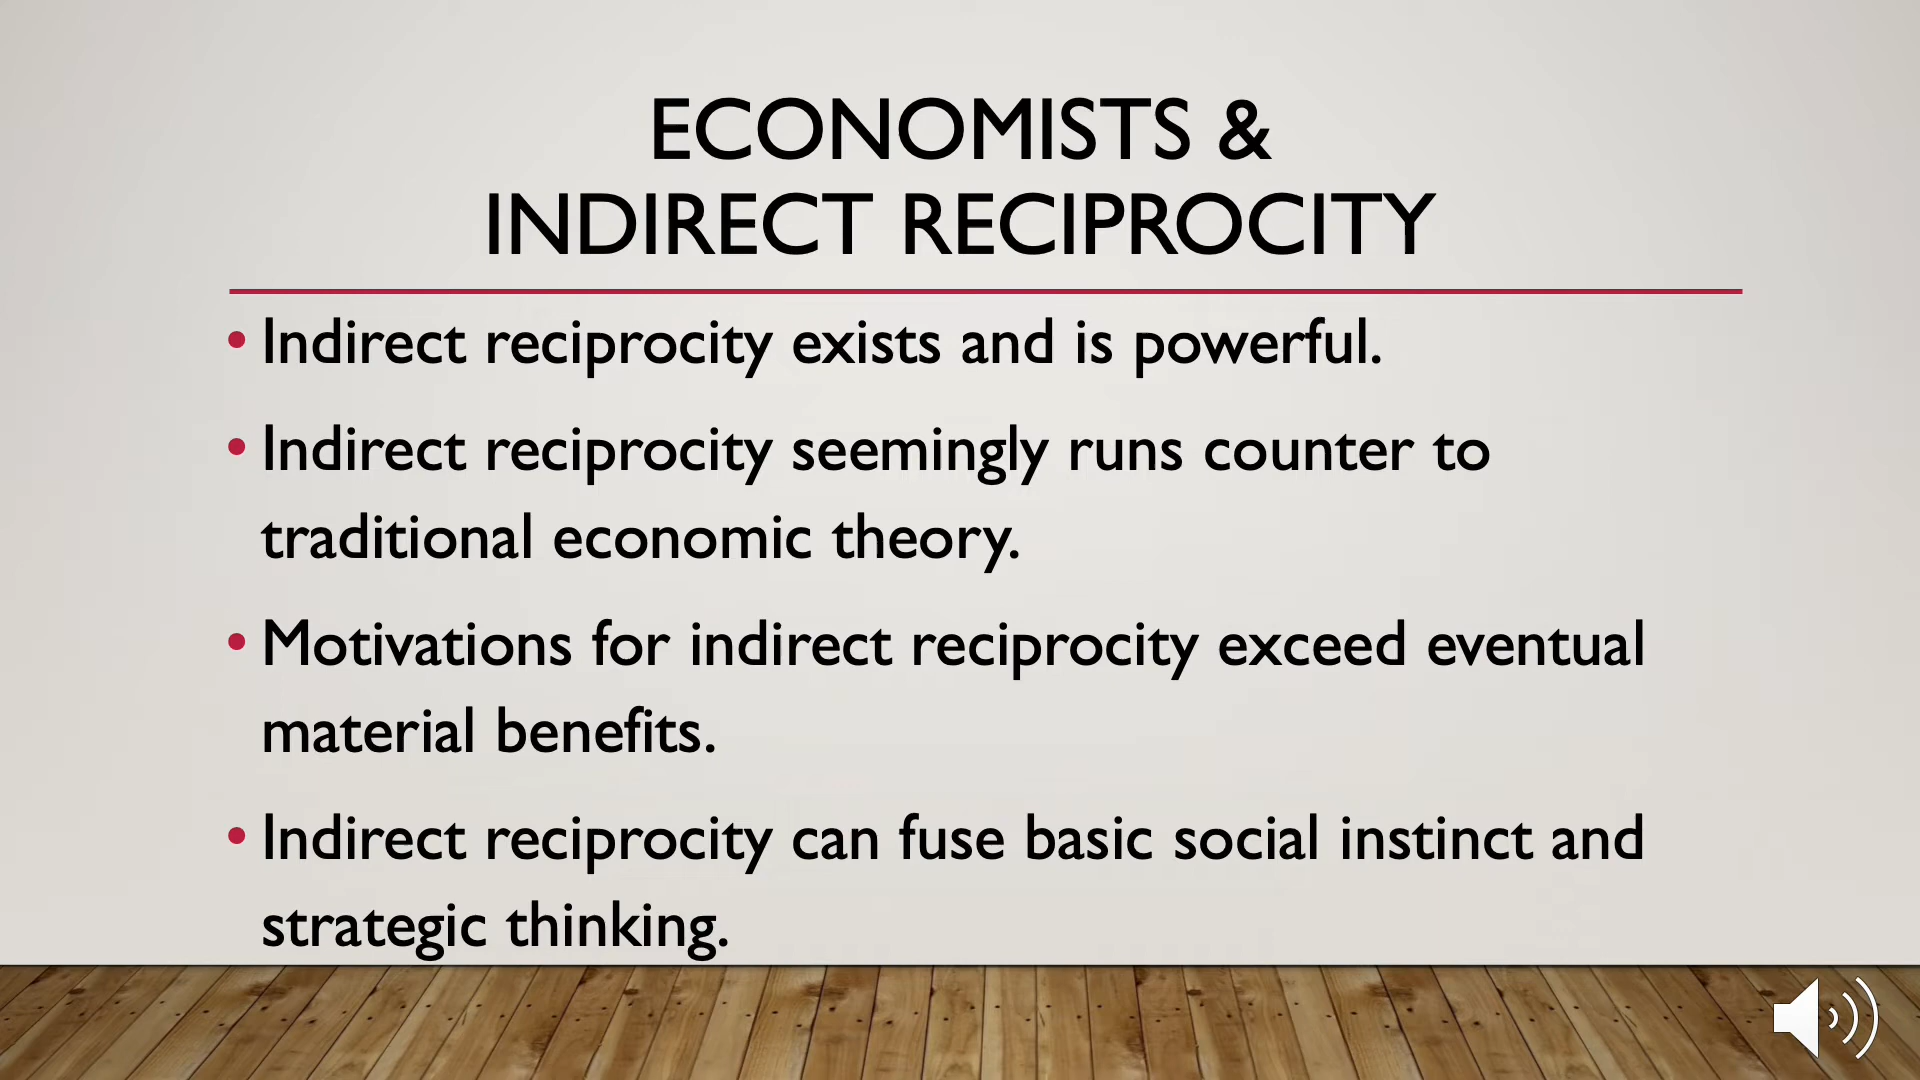 ECONOMISTS &
INDIRECT RECIPROCITY
• Indirect reciprocity exists and is powerful.
• Indirect reciprocity seemingly runs counter to
traditional economic theory.
• Motivations for indirect reciprocity exceed eventual
material benefits.
• Indirect reciprocity can fuse basic social instinct and
strategic thinking.